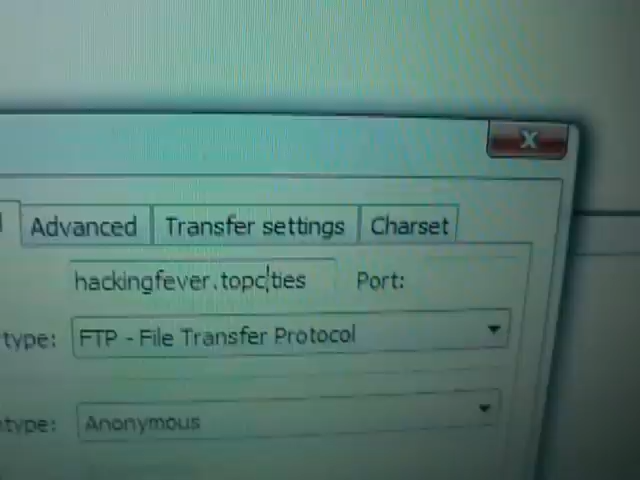 Advanced Transfer settings Charset
hackingfever.topcities Port:
type: FTP - File Transfer Protocol
type: Anonymous